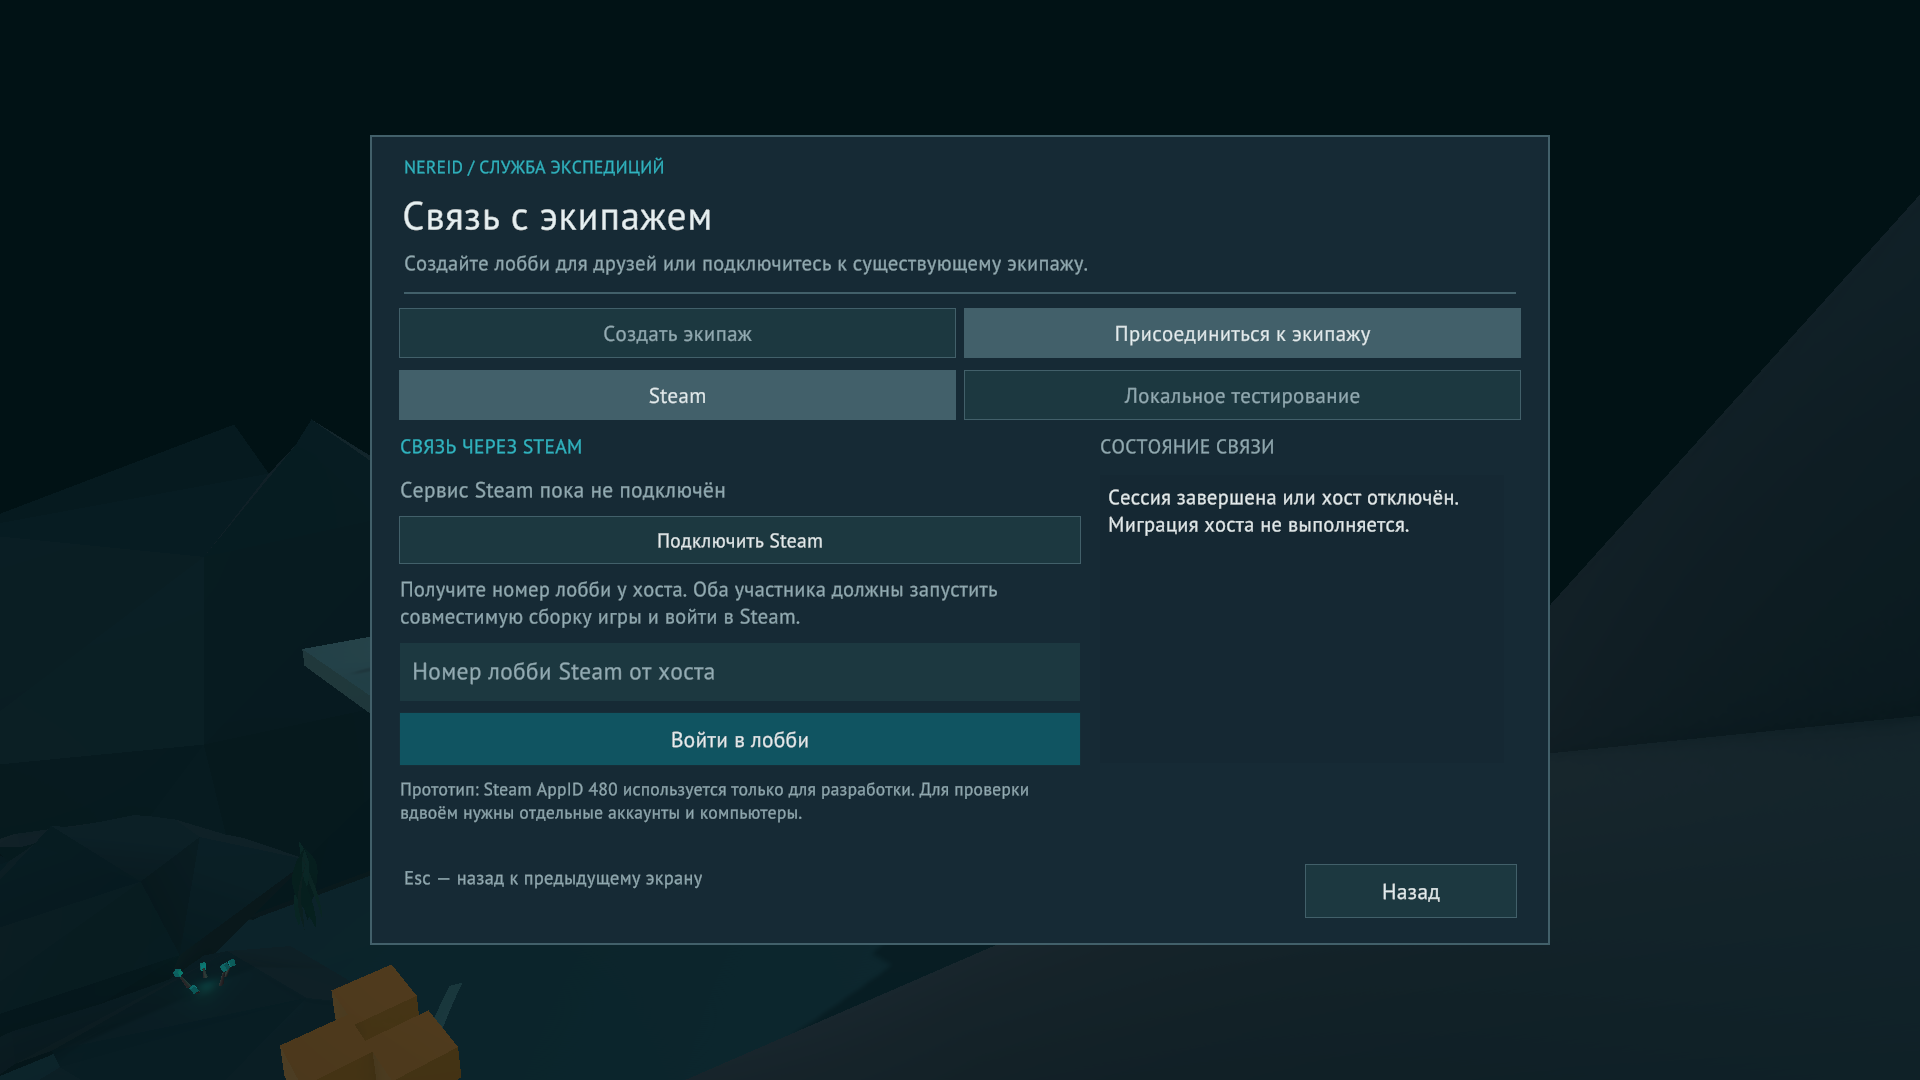 NEREID / СЛУЖБА ЭКСПЕДИЦИЙ
Связь с экипажем
Создайте лобби для друзей или подключитесь к существующему экипажу.
Создать экипаж
Присоединиться к экипажу
Steam
Локальное тестирование
СВЯЗЬ ЧЕРЕЗ STEAM
Сервис Steam пока не подключён
Подключить Steam
Получите номер лобби у хоста. Оба участника должны запустить
совместимую сборку игры и войти в Steam.
Номер лобби Steam от хоста
Войти в лобби
Прототип: Steam AppID 480 используется только для разработки. Для проверки
вдвоём нужны отдельные аккаунты и компьютеры.
СОСТОЯНИЕ СВЯЗИ
Сессия завершена или хост отключён.
Миграция хоста не выполняется.
Esc — назад к предыдущему экрану
Назад